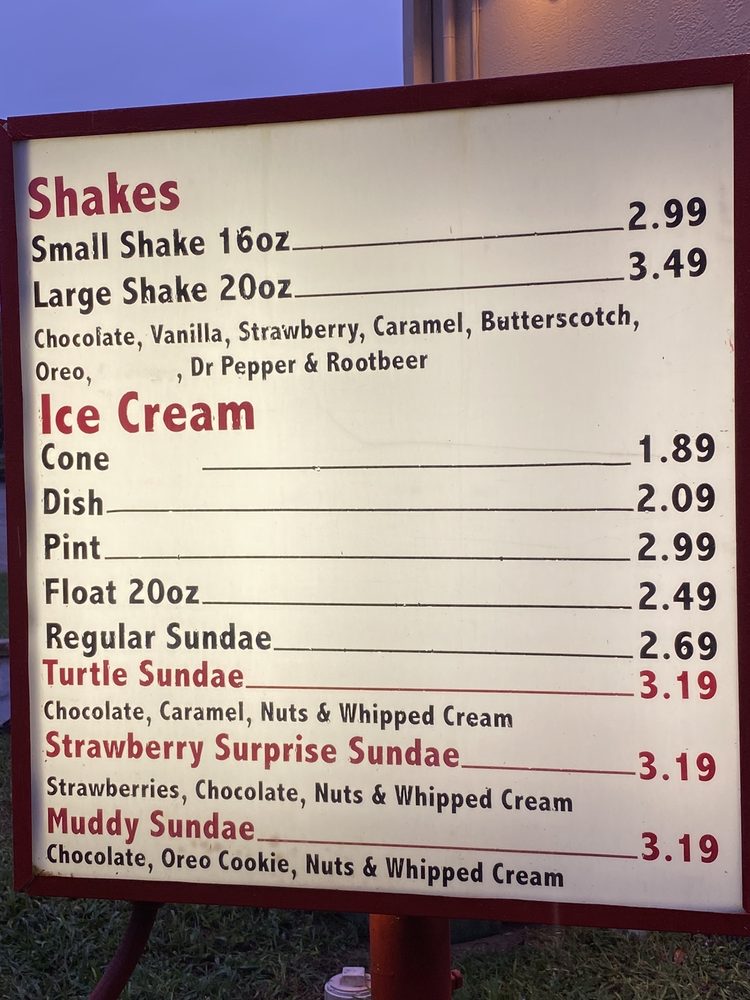 Shakes
Small Shake 16oz 2.99
Large Shake 20oz 3.49
Chocolate, Vanilla, Strawberry, Caramel, Butterscotch,
Oreo, , Dr Pepper & Rootbeer
Ice Cream
Cone 1.89
Dish 2.09
Pint 2.99
Float 20oz 2.49
Regular Sundae 2.69
Turtle Sundae 3.19
Chocolate, Caramel, Nuts & Whipped Cream
Strawberry Surprise Sundae 3.19
Strawberries, Chocolate, Nuts & Whipped Cream
Muddy Sundae 3.19
Chocolate, Oreo Cookie, Nuts & Whipped Cream